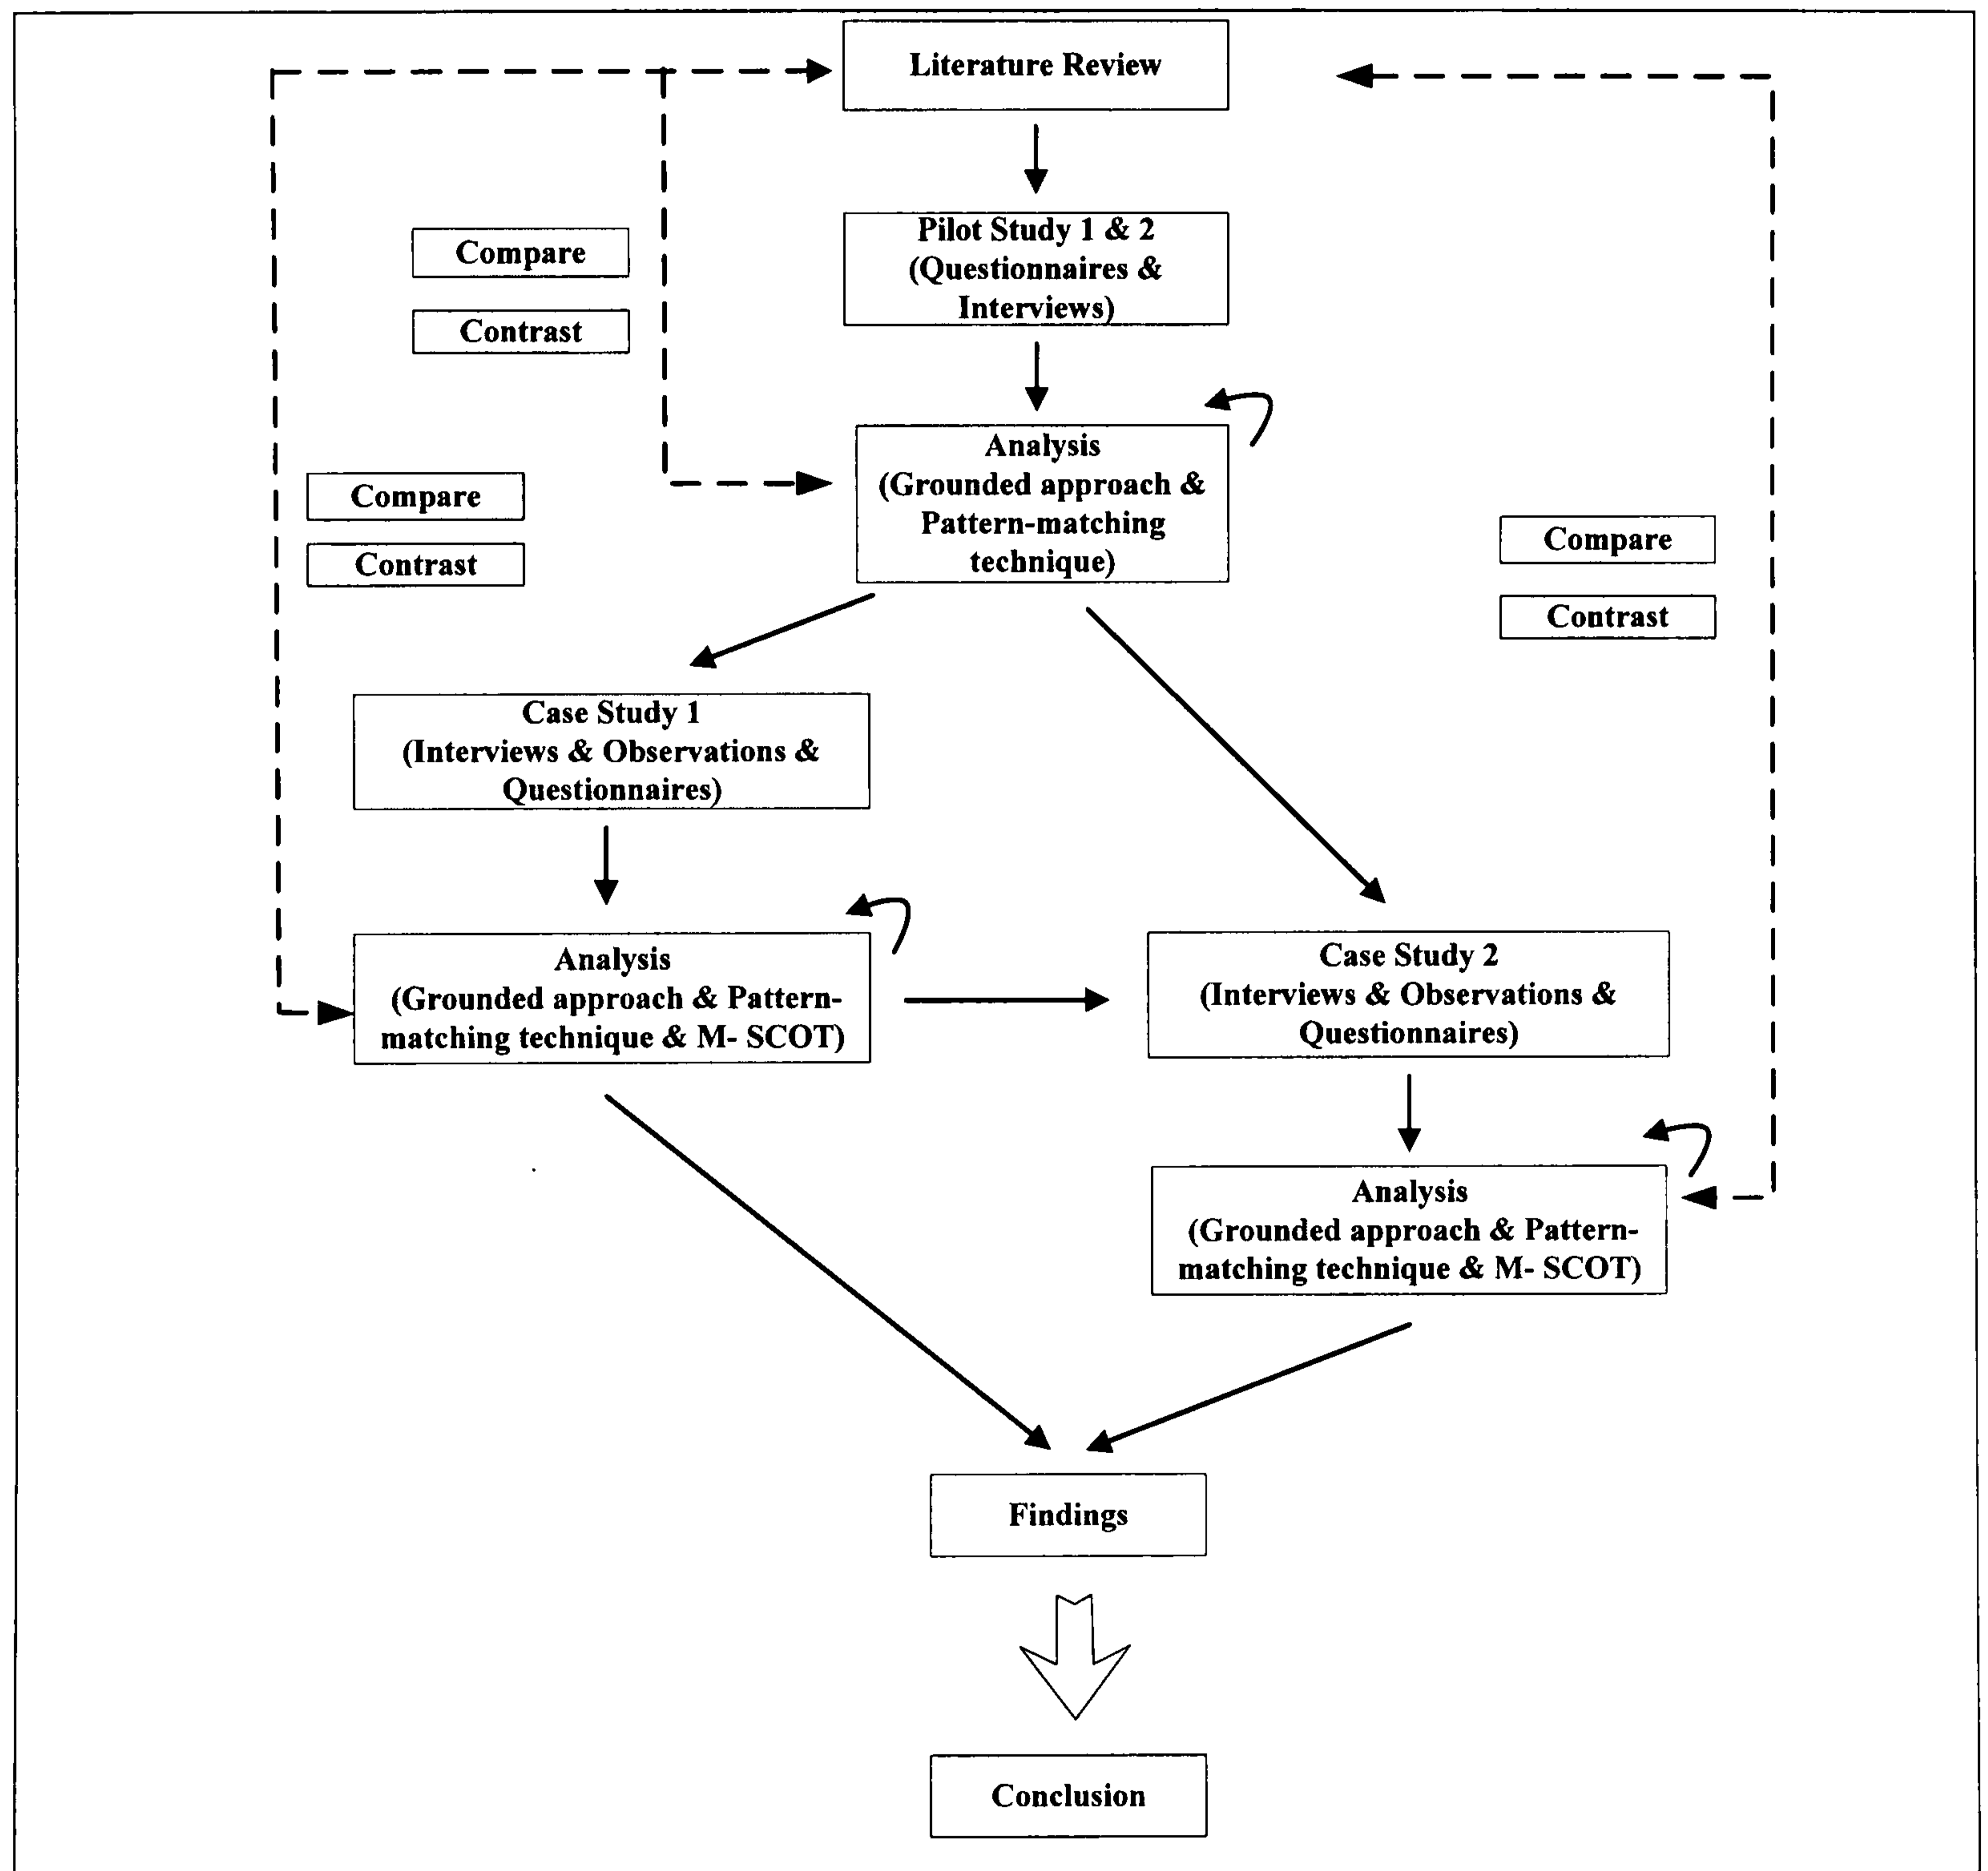 Literature Review
Pilot Study 1 & 2
(Questionnaires &
Interviews)
Compare
Contrast
Analysis
(Grounded approach &
Pattern-matching
technique)
Compare
Contrast
Compare
Contrast
Case Study 1
(Interviews & Observations &
Questionnaires)
Analysis
(Grounded approach & Pattern-
matching technique & M- SCOT)
Case Study 2
(Interviews & Observations &
Questionnaires)
Analysis
(Grounded approach & Pattern-
matching technique & M- SCOT)
Findings
Conclusion